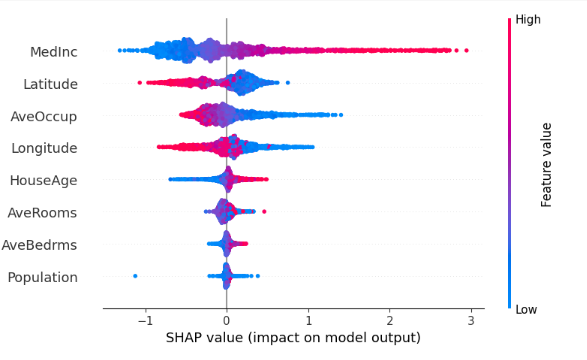 High
MedInc
Latitude
AveOccup
Longitude
HouseAge
AveRooms
AveBedrms
Population
Feature value
Low
−1
0
1
2
3
SHAP value (impact on model output)